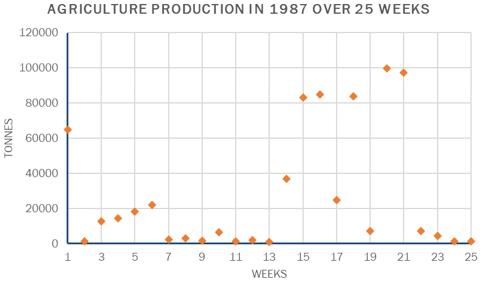 AGRICULTURE PRODUCTION IN 1987 OVER 25 WEEKS
120000
100000
80000
60000
40000
20000
0
TONNES
1 3 5 7 9 11 13 15 17 19 21 23 25
WEEKS